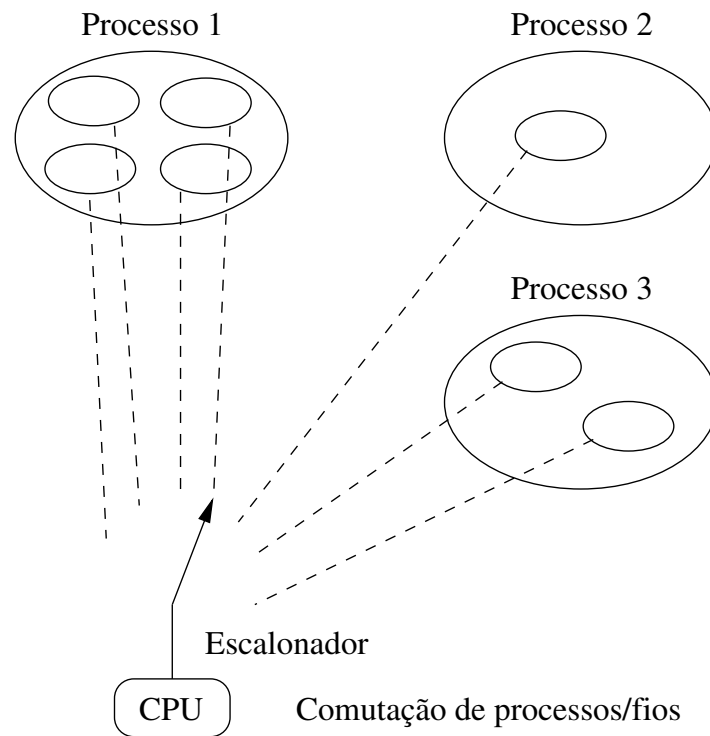 Processo 1
Processo 2
Processo 3
Escalonador
CPU
Comutação de processos/fios